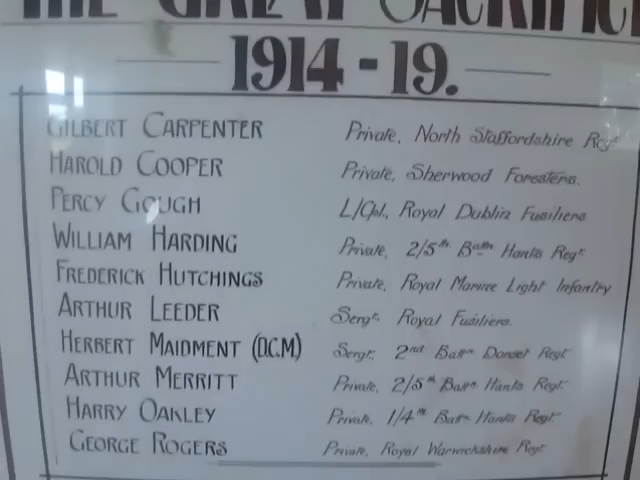 THE GREAT SACRIFICE
1914-19.
GILBERT CARPENTER Private, North Staffordshire Regt.
HAROLD COOPER Private, Sherwood Foresters.
PERCY GOUGH L/Cpl., Royal Dublin Fusiliers
WILLIAM HARDING Private, 2/5th Battn Hants Regt.
FREDERICK HUTCHINGS Private, Royal Marine Light Infantry
ARTHUR LEEDER Sergt. Royal Fusiliers.
HERBERT MAIDMENT (D.C.M) Sergt. 2nd Battn Dorset Regt
ARTHUR MERRITT Private, 2/5th Battn Hants Regt.
HARRY OAKLEY Private, 1/4th Battn Hants Regt.
GEORGE ROGERS Private, Royal Warwickshire Regt.